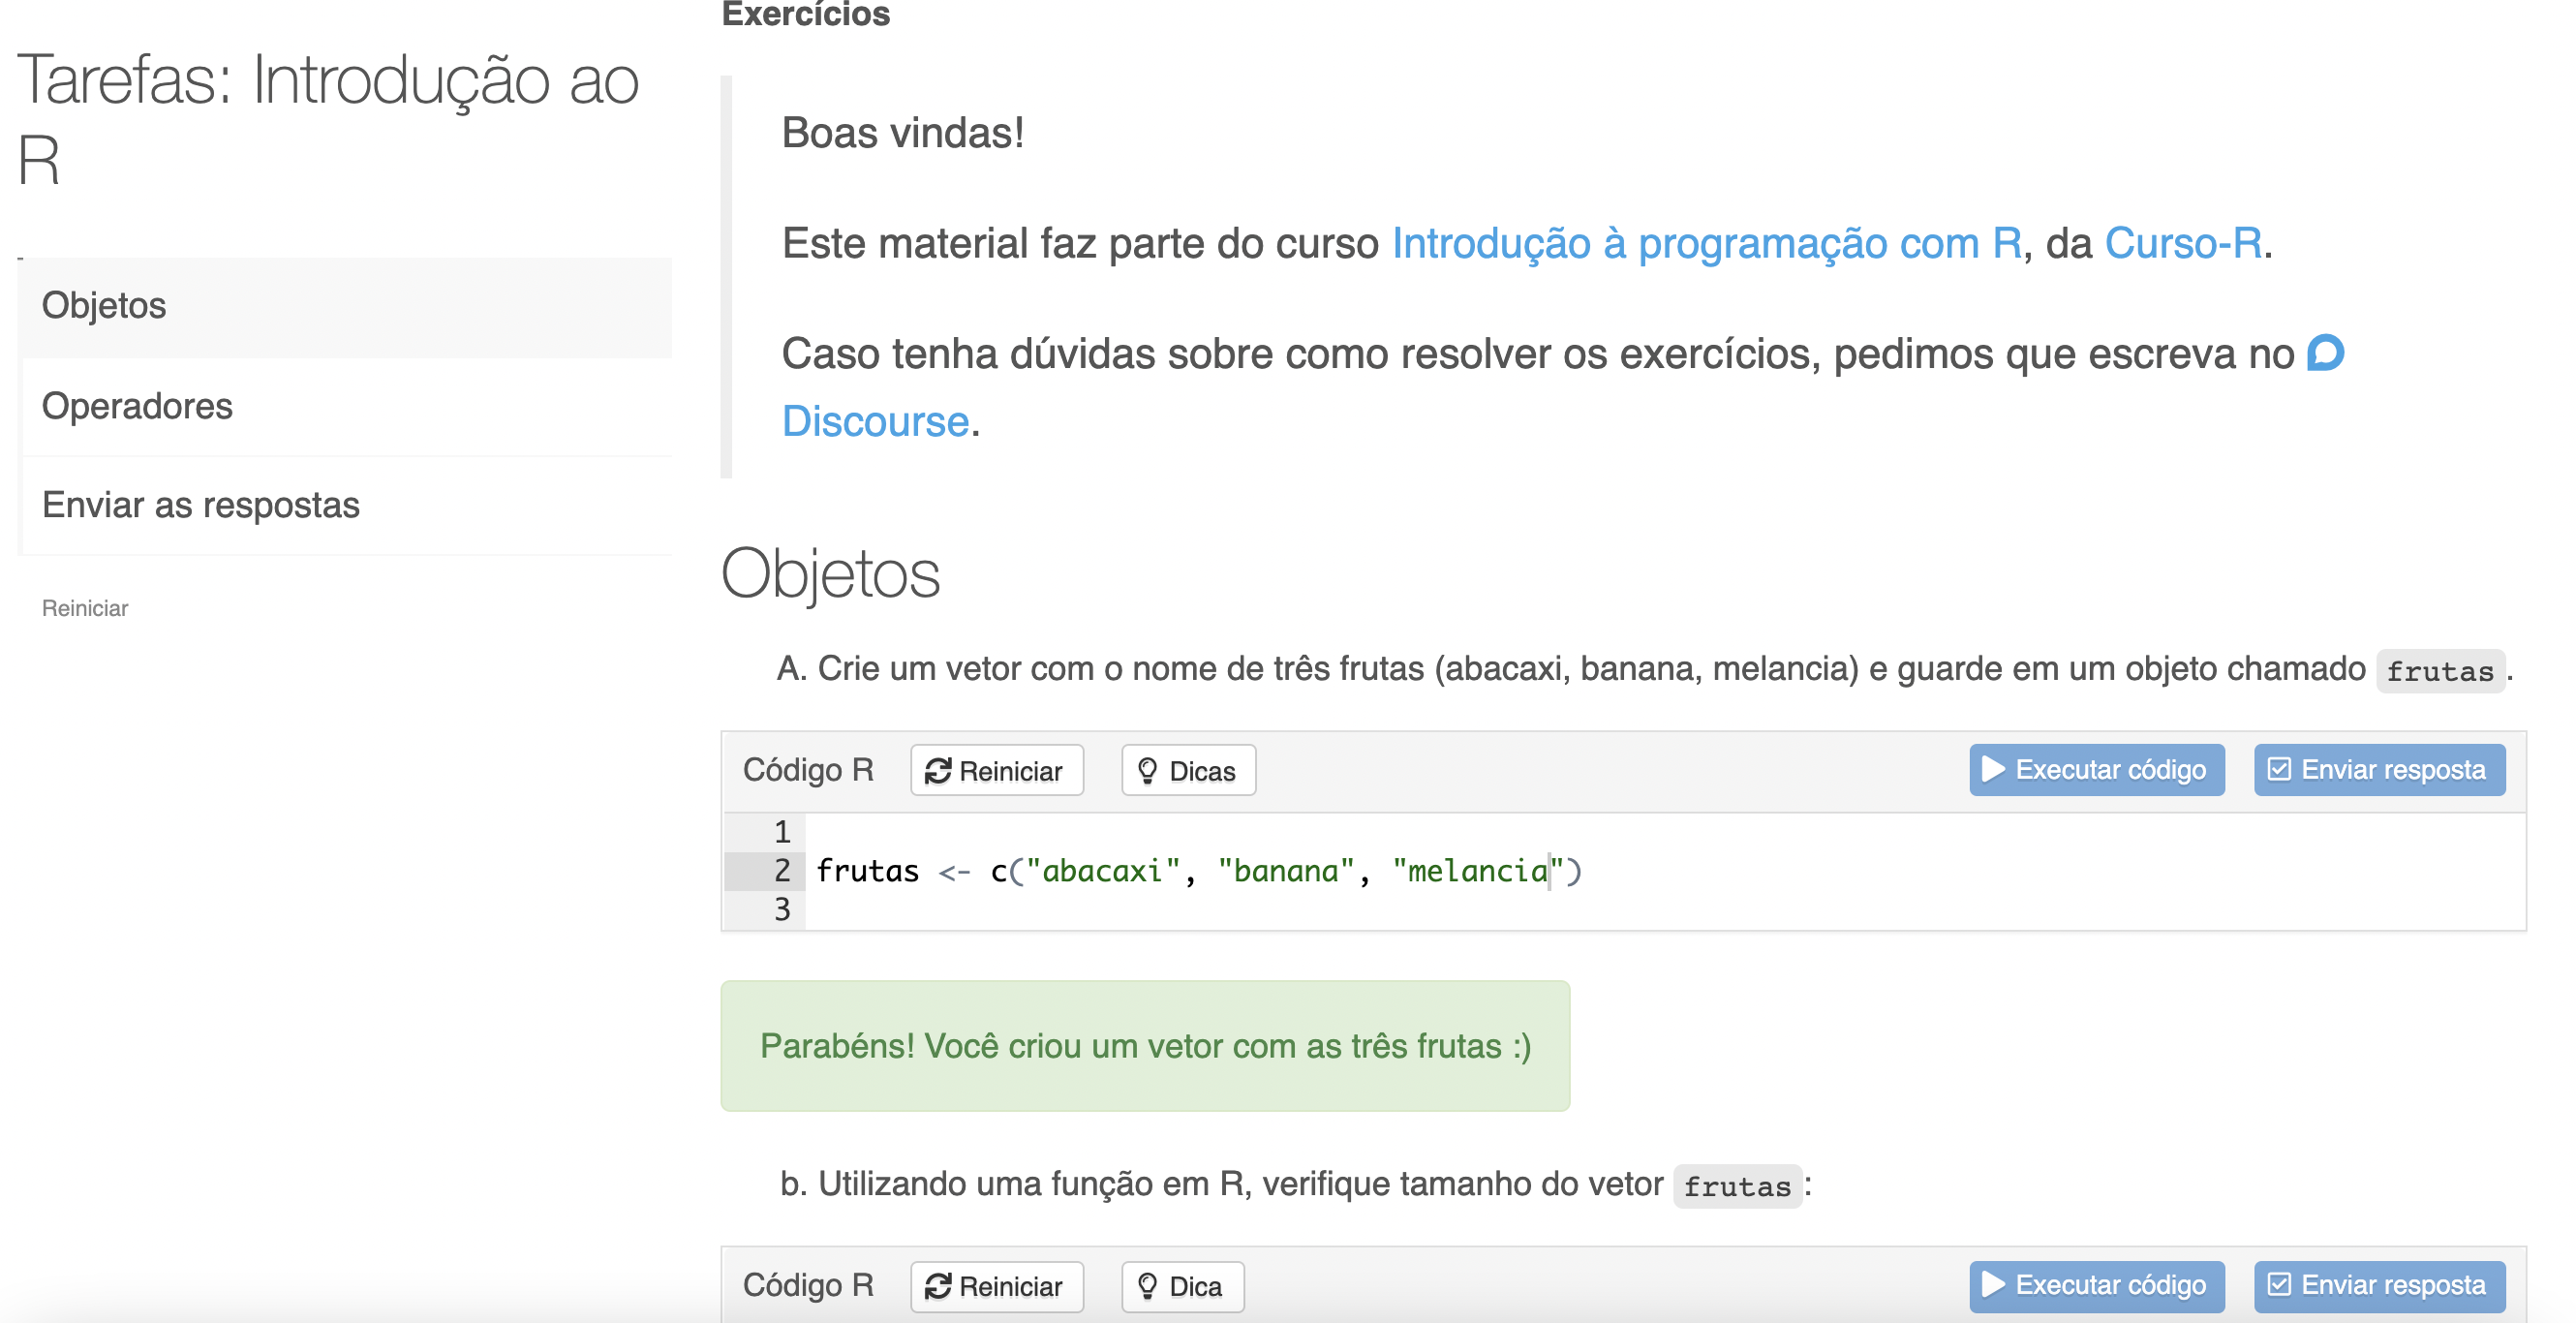 Tarefas: Introdução ao
R
Objetos
Operadores
Enviar as respostas
Reiniciar
Exercícios
Boas vindas!
Este material faz parte do curso Introdução à programação com R, da Curso-R.
Caso tenha dúvidas sobre como resolver os exercícios, pedimos que escreva no
Discourse.
Objetos
A. Crie um vetor com o nome de três frutas (abacaxi, banana, melancia) e guarde em um objeto chamado frutas.
Código R Reiniciar Dicas Executar código Enviar resposta
1
2 frutas <- c("abacaxi", "banana", "melancia")
3
Parabéns! Você criou um vetor com as três frutas :)
b. Utilizando uma função em R, verifique tamanho do vetor frutas:
Código R Reiniciar Dica Executar código Enviar resposta